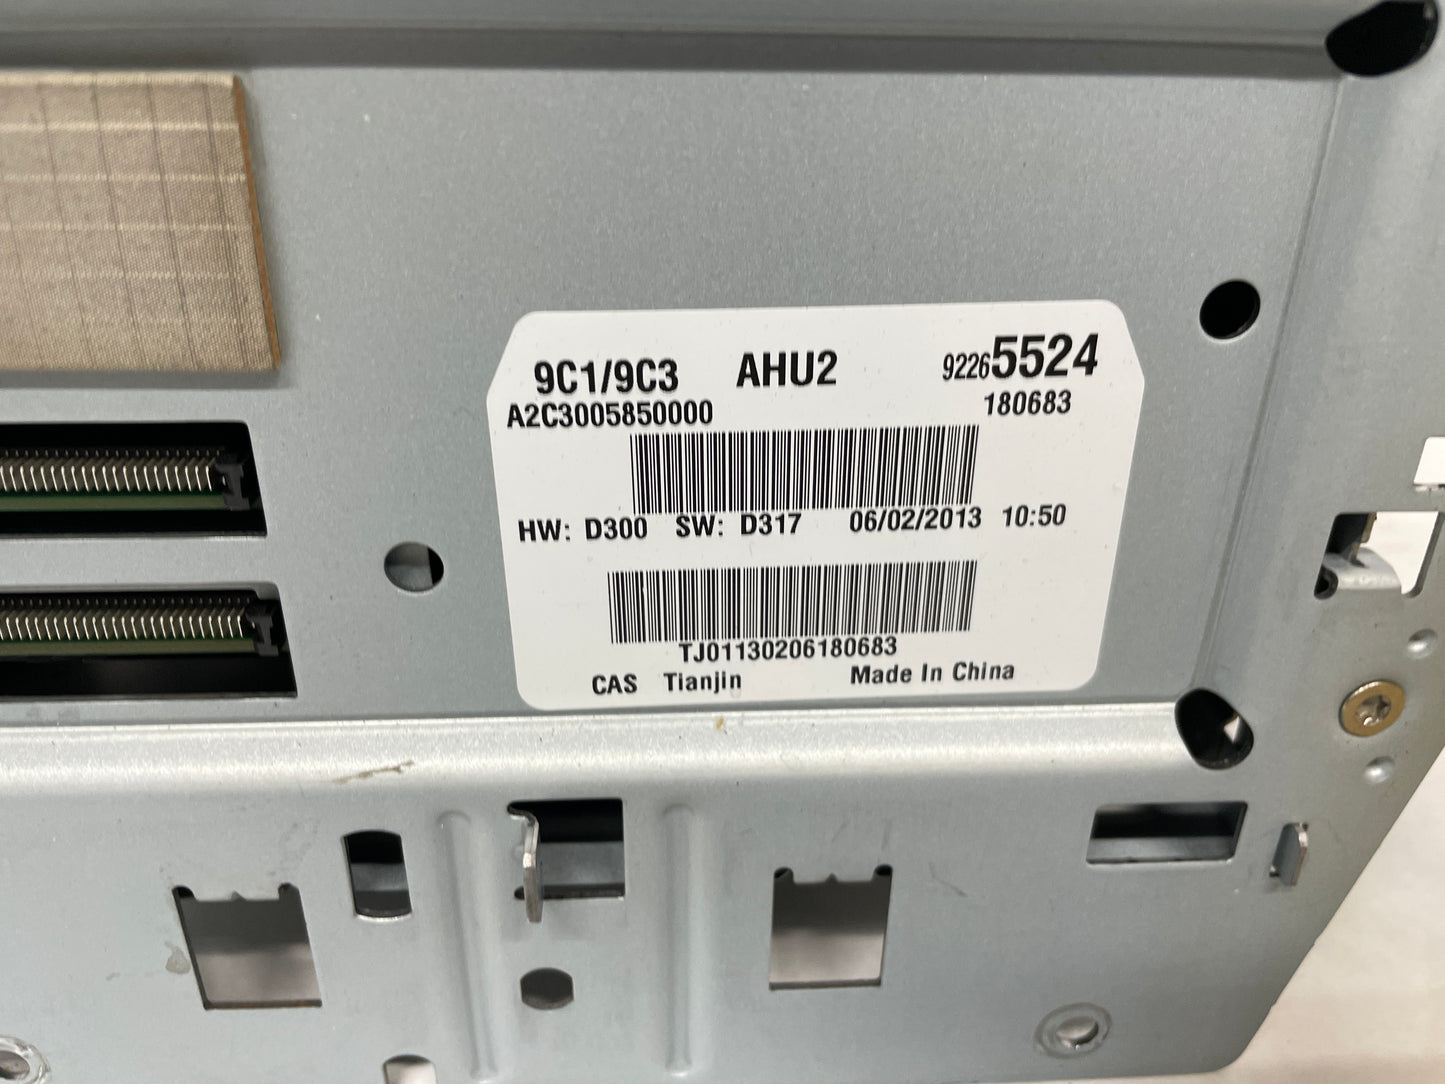 9C1/9C3 AHU2 92265524
A2C3005850000 180683
HW: D300 SW: D317 06/02/2013 10:50
TJ01130206180683
CAS Tianjin Made In China